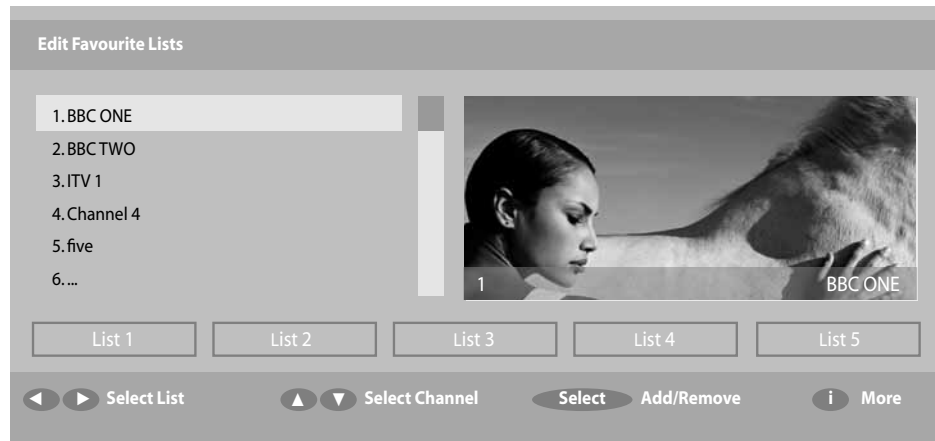 Edit Favourite Lists
1. BBC ONE
2. BBC TWO
3. ITV 1
4. Channel 4
5. five
6. ...
1 BBC ONE
List 1 List 2 List 3 List 4 List 5
Select List Select Channel Select Add/Remove i More